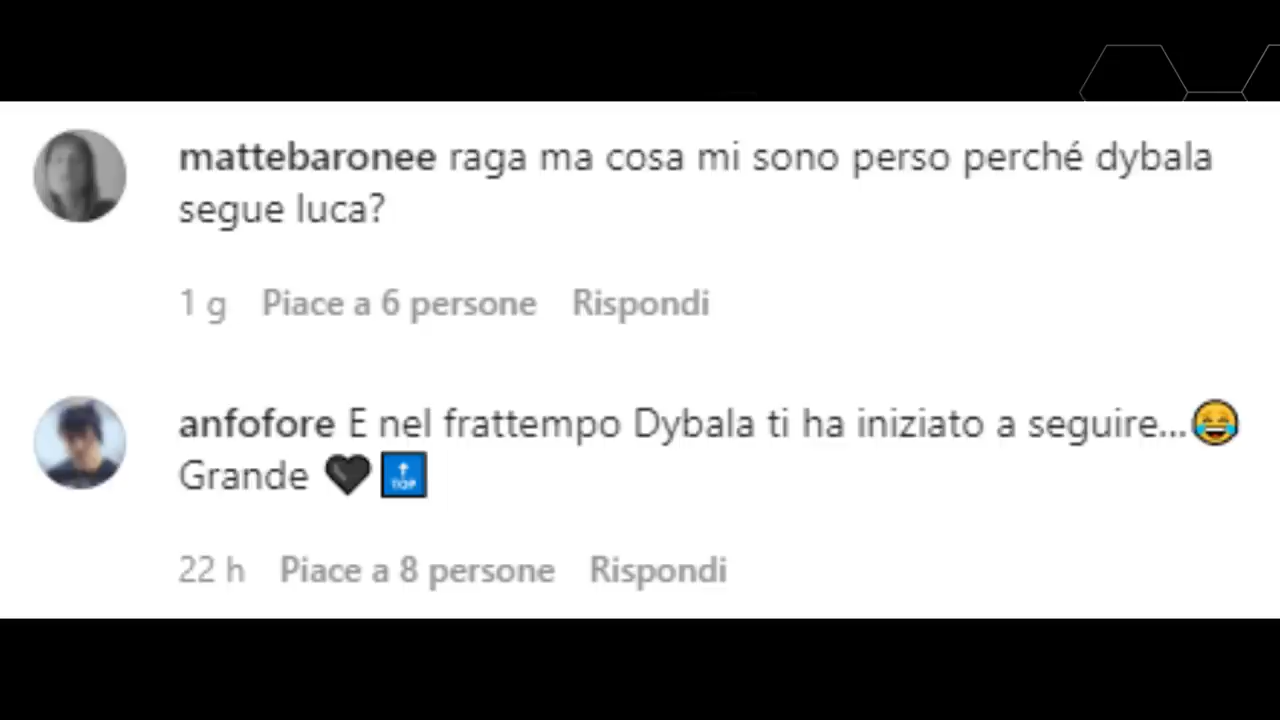 mattebaronee raga ma cosa mi sono perso perché dybala
segue luca?
1 g Piace a 6 persone Rispondi
anfofore E nel frattempo Dybala ti ha iniziato a seguire...😂
Grande 🖤🔝
22 h Piace a 8 persone Rispondi